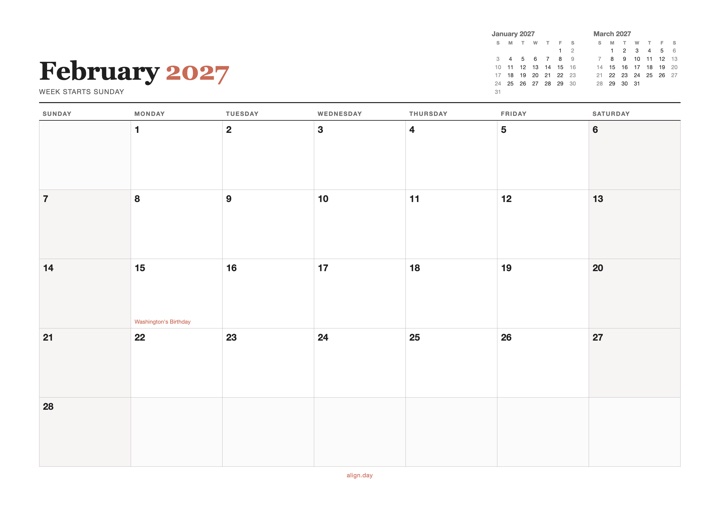 January 2027
S M T W T F S
1 2
3 4 5 6 7 8 9
10 11 12 13 14 15 16
17 18 19 20 21 22 23
24 25 26 27 28 29 30
31
March 2027
S M T W T F S
1 2 3 4 5 6
7 8 9 10 11 12 13
14 15 16 17 18 19 20
21 22 23 24 25 26 27
28 29 30 31
February 2027
WEEK STARTS SUNDAY
SUNDAY MONDAY TUESDAY WEDNESDAY THURSDAY FRIDAY SATURDAY
1 2 3 4 5 6
7 8 9 10 11 12 13
14 15 16 17 18 19 20
Washington's Birthday
21 22 23 24 25 26 27
28
align.day